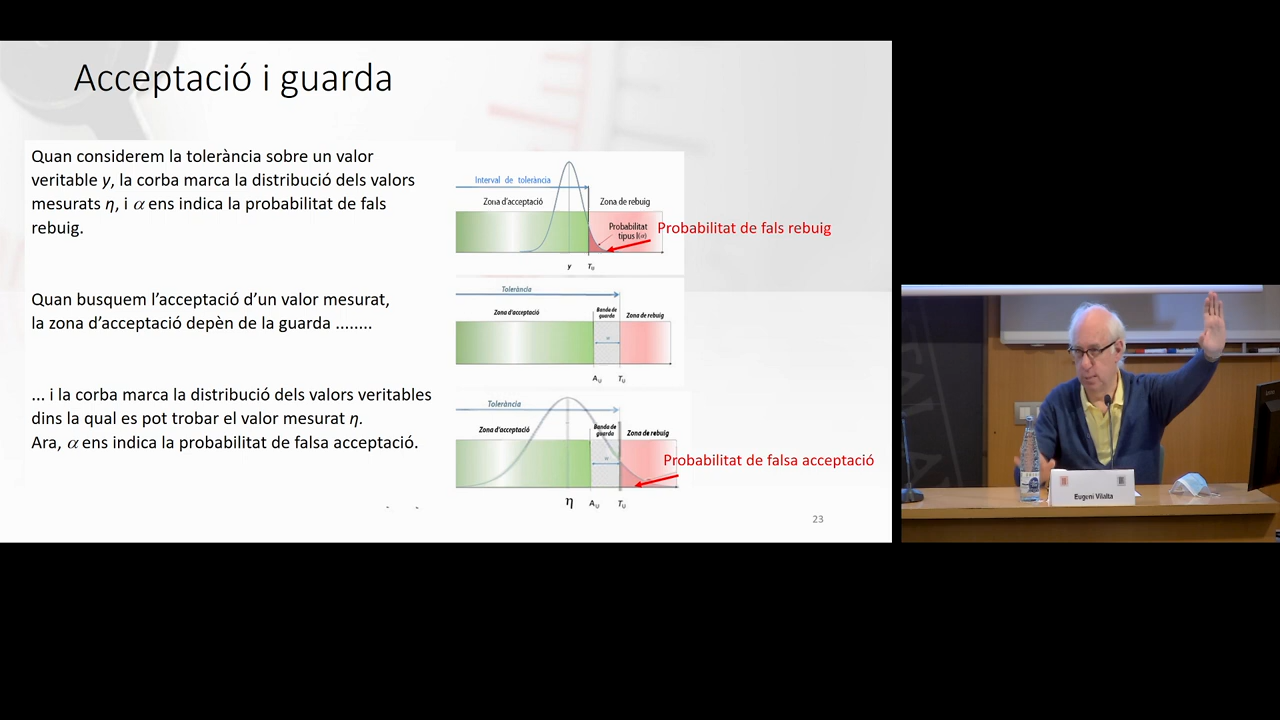 Acceptació i guarda
Quan considerem la tolerància sobre un valor
veritable y, la corba marca la distribució dels valors
mesurats η, i α ens indica la probabilitat de fals
rebuig.
Interval de tolerància
Zona d'acceptació
Zona de rebuig
Probabilitat
tipus I(α)
Probabilitat de fals rebuig
y
TU
Quan busquem l'acceptació d'un valor mesurat,
la zona d'acceptació depèn de la guarda ........
Tolerància
Zona d'acceptació
Banda de
guarda
Zona de rebuig
w
AU
TU
... i la corba marca la distribució dels valors veritables
dins la qual es pot trobar el valor mesurat η.
Ara, α ens indica la probabilitat de falsa acceptació.
Tolerància
Zona d'acceptació
Banda de
guarda
Zona de rebuig
w
Probabilitat de falsa acceptació
η
AU
TU
23
Eugeni Vilalta